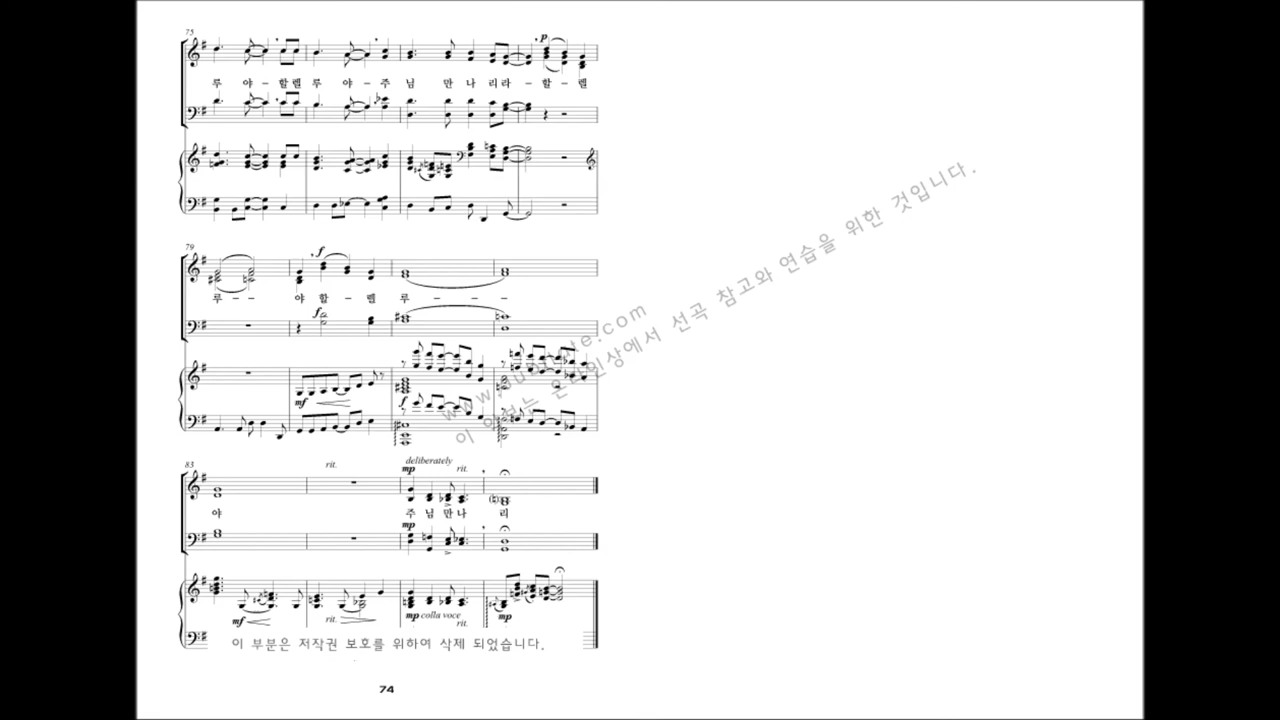 75
p
루 야 – 할렐 루 야 – 주 님 만 나 리라 – 할 – 렐
79
f
루 – – 야 할 – 렐 루 – – –
f
mf
f
83
rit.
deliberately
mp
rit.
야 주 님 만나 리
mp
mf
rit.
mp colla voce
rit.
mp
이 부분은 저작권 보호를 위하여 삭제 되었습니다.
74
이 악보는 온라인상에서 선곡 참고와 연습을 위한 것입니다.